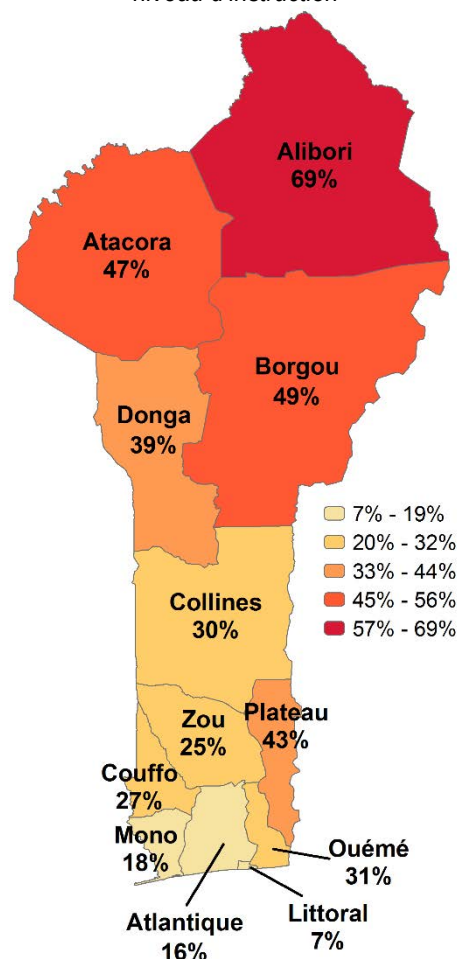 niveau d'instruction
Alibori
69%
Atacora
47%
Borgou
49%
Donga
39%
7% - 19%
20% - 32%
33% - 44%
45% - 56%
57% - 69%
Collines
30%
Plateau
43%
Zou
25%
Couffo
27%
Mono
18%
Ouémé
31%
Littoral
7%
Atlantique
16%